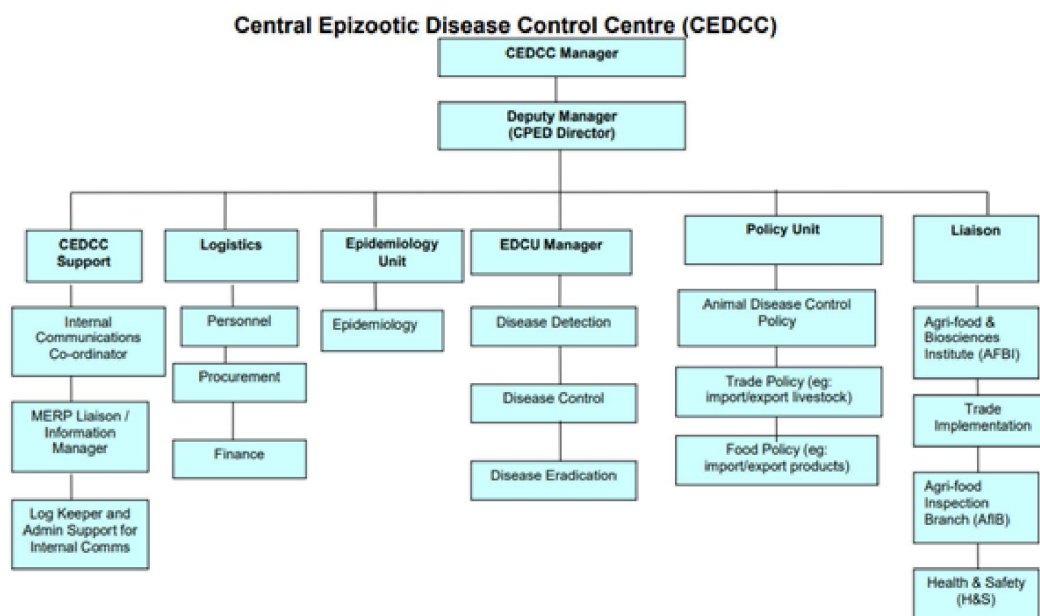 Central Epizootic Disease Control Centre (CEDCC)
CEDCC Manager
Deputy Manager
(CPED Director)
CEDCC
Support
Internal
Communications
Co-ordinator
MERP Liaison /
Information
Manager
Log Keeper and
Admin Support for
Internal Comms
Logistics
Personnel
Procurement
Finance
Epidemiology
Unit
Epidemiology
EDCU Manager
Disease Detection
Disease Control
Disease Eradication
Policy Unit
Animal Disease Control
Policy
Trade Policy (eg:
import/export livestock)
Food Policy (eg:
import/export products)
Liaison
Agri-food &
Biosciences
Institute (AFBI)
Trade
Implementation
Agri-food
Inspection
Branch (AfIB)
Health & Safety
(H&S)